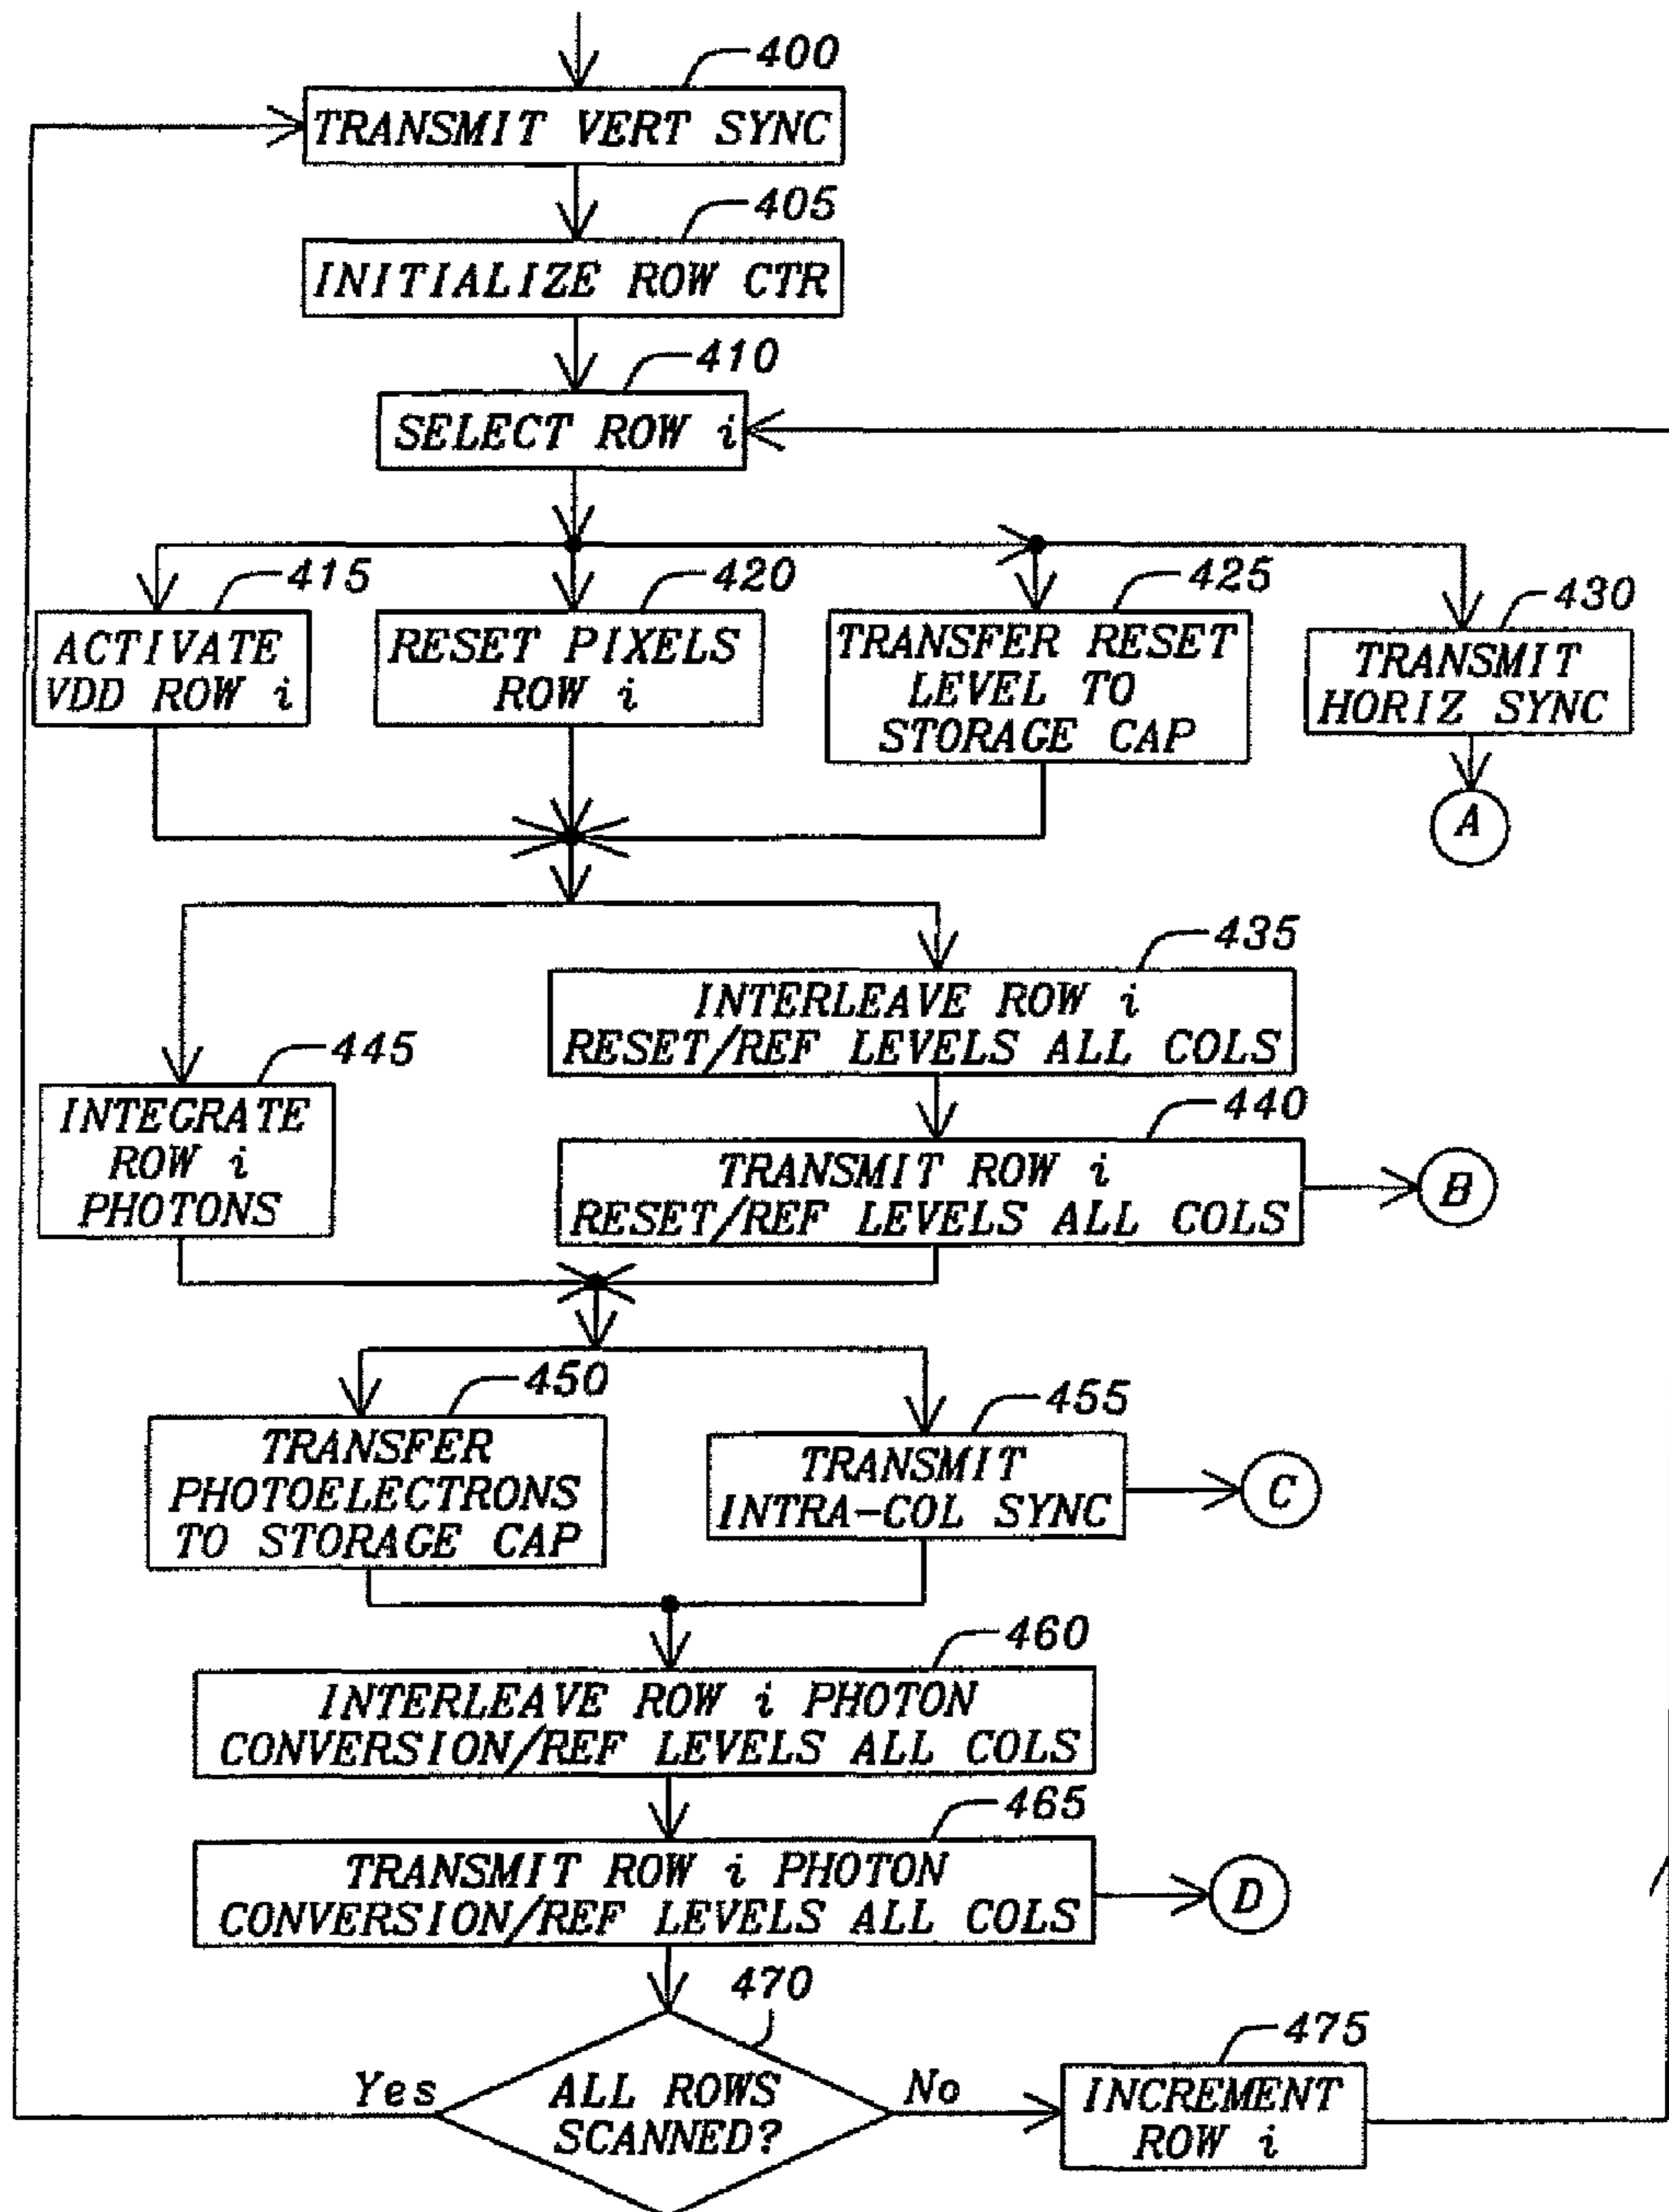 400
TRANSMIT VERT SYNC
405
INITIALIZE ROW CTR
410
SELECT ROW i
415
ACTIVATE
VDD ROW i
420
RESET PIXELS
ROW i
425
TRANSFER RESET
LEVEL TO
STORAGE CAP
430
TRANSMIT
HORIZ SYNC
A
435
INTERLEAVE ROW i
RESET/REF LEVELS ALL COLS
445
INTEGRATE
ROW i
PHOTONS
440
TRANSMIT ROW i
RESET/REF LEVELS ALL COLS
B
450
TRANSFER
PHOTOELECTRONS
TO STORAGE CAP
455
TRANSMIT
INTRA-COL SYNC
C
460
INTERLEAVE ROW i PHOTON
CONVERSION/REF LEVELS ALL COLS
465
TRANSMIT ROW i PHOTON
CONVERSION/REF LEVELS ALL COLS
D
470
Yes
ALL ROWS
SCANNED?
No
475
INCREMENT
ROW i